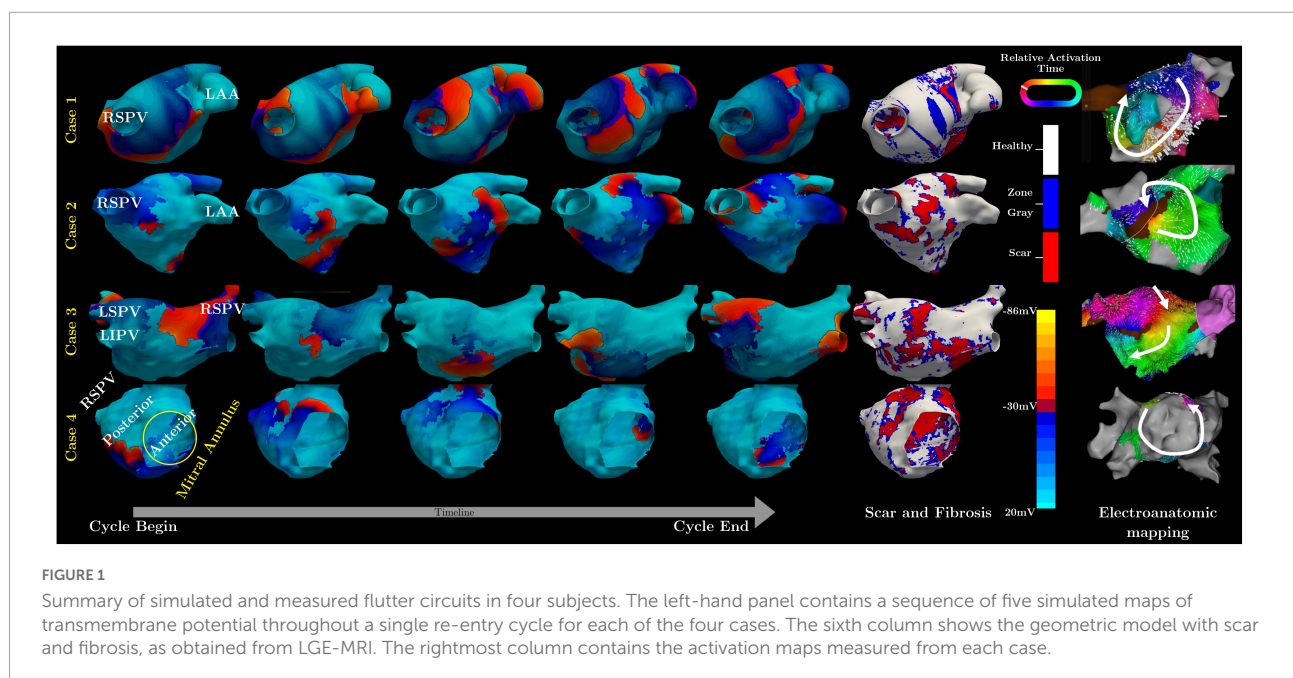 Case 1
RSPV
LAA
Relative Activation
Time
Healthy
Zone
Gray
Scar
Case 2
RSPV
LAA
Case 3
LSPV
LIPV
RSPV
-86mV
-30mV
20mV
Case 4
RSPV
Posterior
Anterior
Mitral Annulus
Timeline
Cycle Begin
Cycle End
Scar and Fibrosis
Electroanatomic
mapping
FIGURE 1
Summary of simulated and measured flutter circuits in four subjects. The left-hand panel contains a sequence of five simulated maps of
transmembrane potential throughout a single re-entry cycle for each of the four cases. The sixth column shows the geometric model with scar
and fibrosis, as obtained from LGE-MRI. The rightmost column contains the activation maps measured from each case.